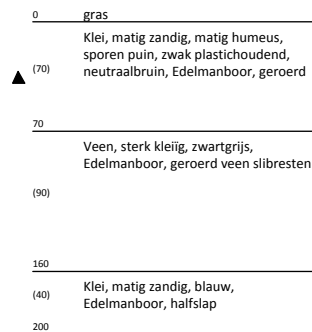 0 gras
Klei, matig zandig, matig humeus,
sporen puin, zwak plastichoudend,
(70) neutraalbruin, Edelmanboor, geroerd
70
Veen, sterk kleiïg, zwartgrijs,
Edelmanboor, geroerd veen slibresten
(90)
160
Klei, matig zandig, blauw,
(40) Edelmanboor, halfslap
200